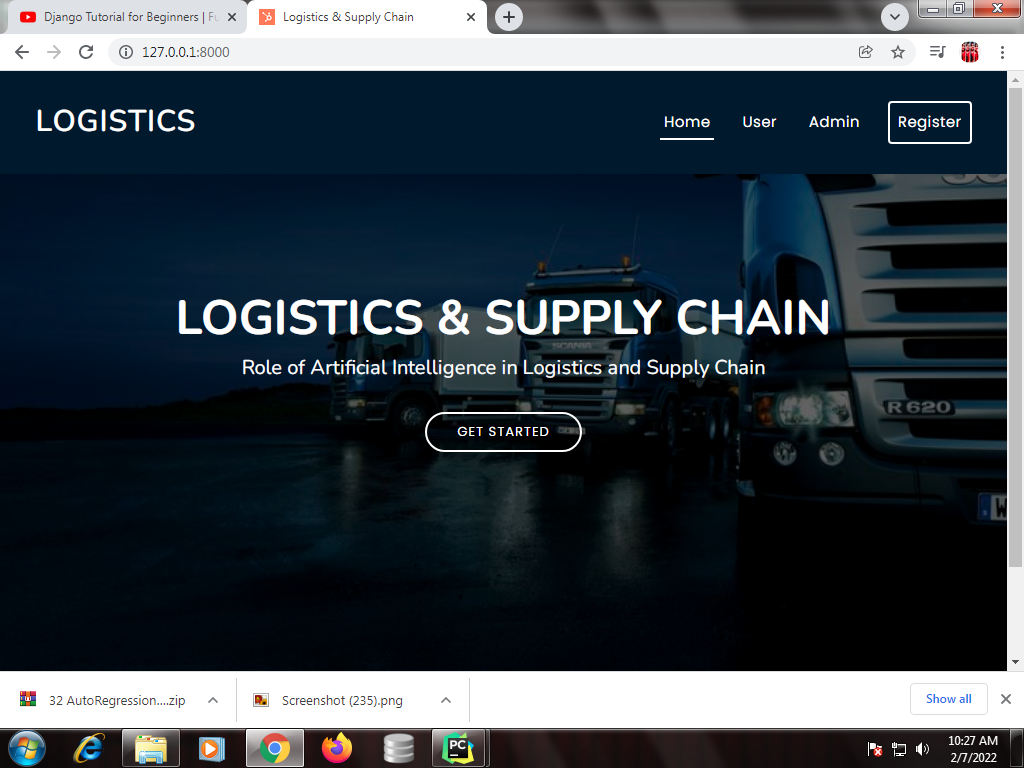 Django Tutorial for Beginners | Fu
Logistics & Supply Chain
127.0.0.1:8000
LOGISTICS
Home
User
Admin
Register
LOGISTICS & SUPPLY CHAIN
Role of Artificial Intelligence in Logistics and Supply Chain
GET STARTED
SCANIA
R 620
W
32 AutoRegression....zip
Screenshot (235).png
Show all
PC
10:27 AM
2/7/2022